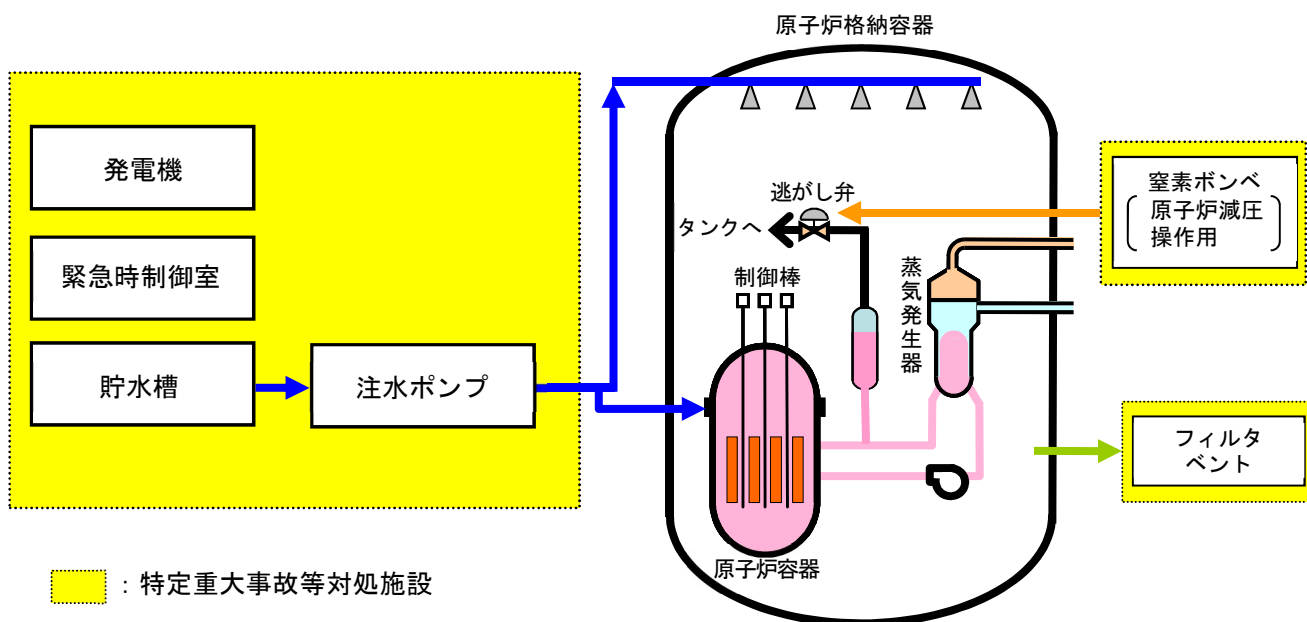 原子炉格納容器
発電機
緊急時制御室
貯水槽
注水ポンプ
逃がし弁
タンクへ
制御棒
蒸気発生器
原子炉容器
窒素ボンベ
原子炉減圧
操作用
フィルタ
ベント
：特定重大事故等対処施設